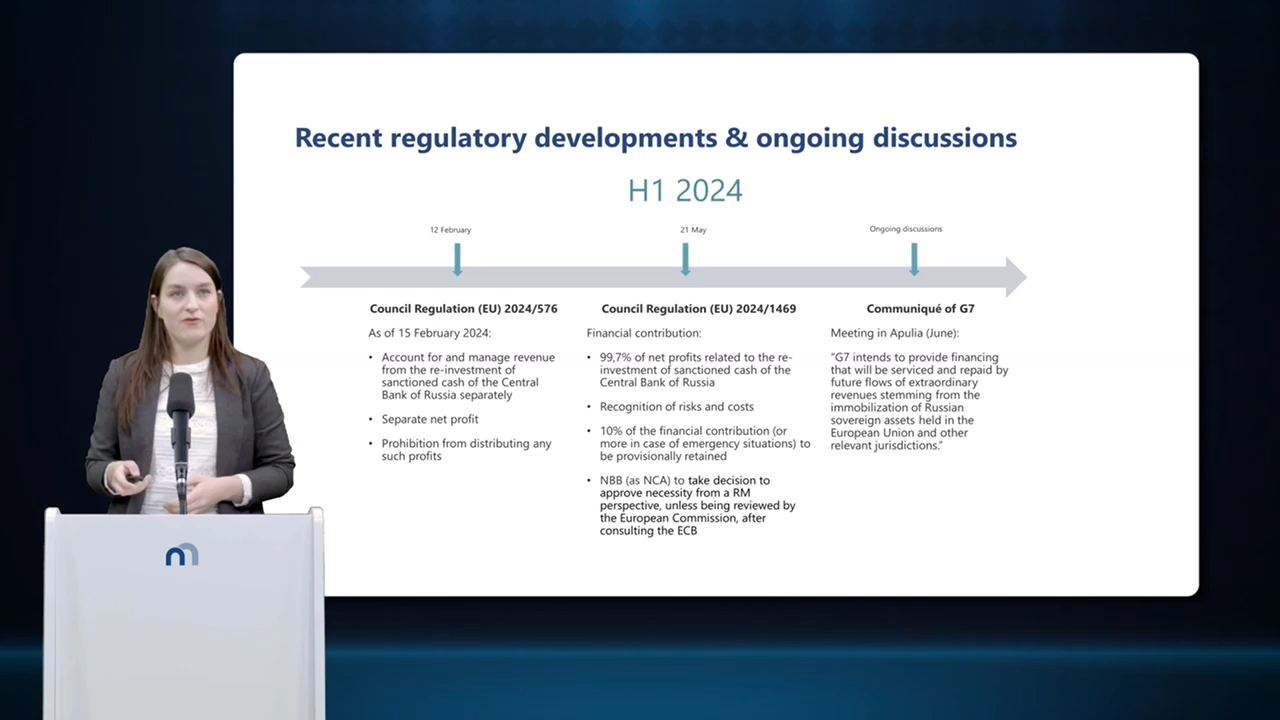 Recent regulatory developments & ongoing discussions
H1 2024
12 February
21 May
Ongoing discussions
Council Regulation (EU) 2024/576
As of 15 February 2024:
• Account for and manage revenue
from the re-investment of
sanctioned cash of the Central
Bank of Russia separately
• Separate net profit
• Prohibition from distributing any
such profits
Council Regulation (EU) 2024/1469
Financial contribution:
• 99,7% of net profits related to the re-
investment of sanctioned cash of the
Central Bank of Russia
• Recognition of risks and costs
• 10% of the financial contribution (or
more in case of emergency situations) to
be provisionally retained
• NBB (as NCA) to take decision to
approve necessity from a RM
perspective, unless being reviewed by
the European Commission, after
consulting the ECB
Communiqué of G7
Meeting in Apulia (June):
“G7 intends to provide financing
that will be serviced and repaid by
future flows of extraordinary
revenues stemming from the
immobilization of Russian
sovereign assets held in the
European Union and other
relevant jurisdictions.”